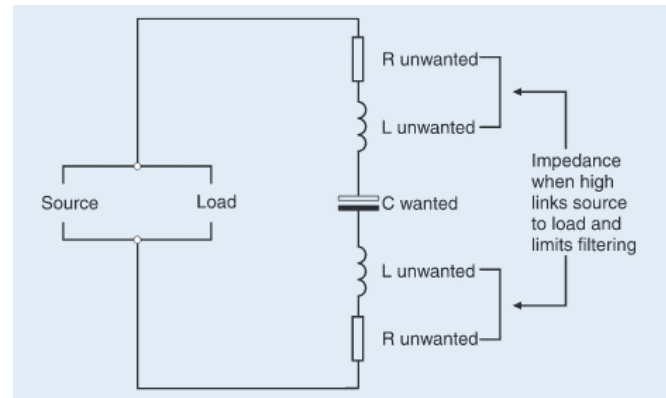 R unwanted
L unwanted
Impedance
when high
links source
to load and
limits filtering
Source
Load
C wanted
L unwanted
R unwanted